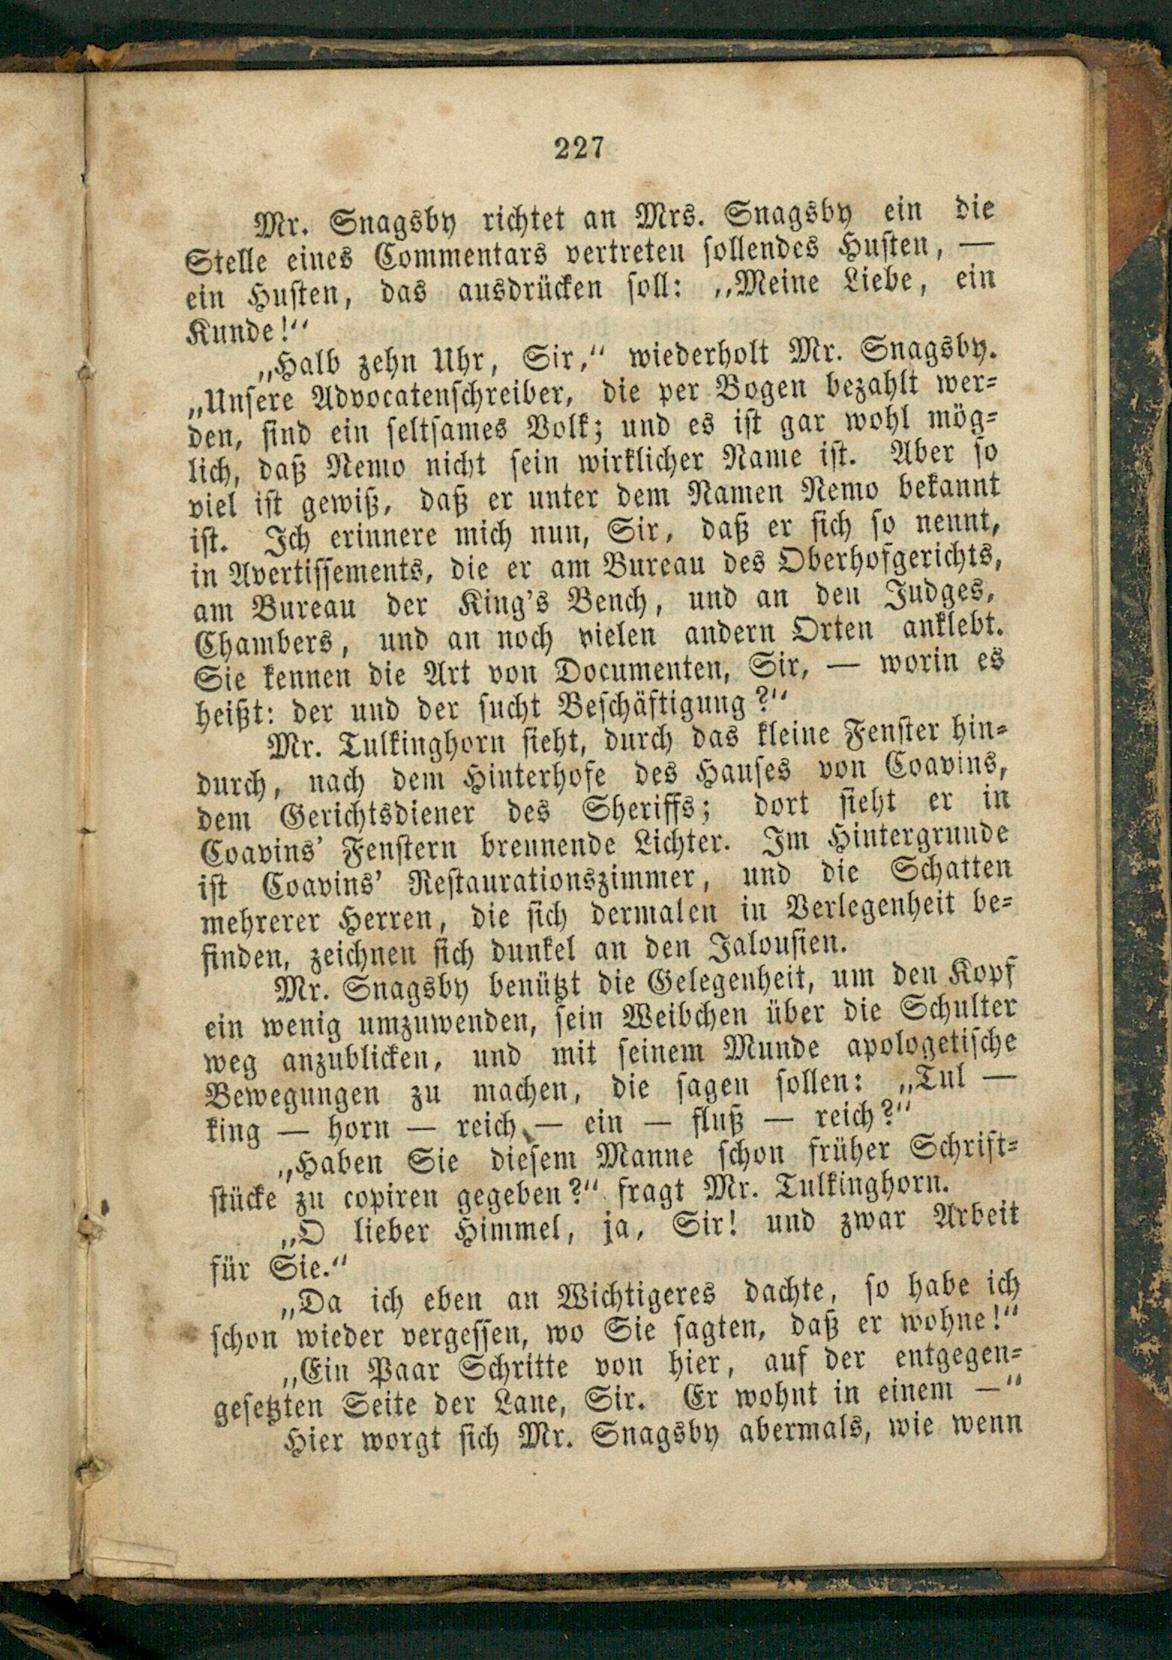 227
Mr. Snagsby richtet an Mrs. Snagsby ein die
Stelle eines Commentars vertreten sollendes Husten, —
ein Husten, das ausdrücken soll: „Meine Liebe, ein
Kunde!“
„Halb zehn Uhr, Sir,“ wiederholt Mr. Snagsby.
„Unsere Advocatenschreiber, die per Bogen bezahlt wer-
den, sind ein seltsames Volk; und es ist gar wohl mög-
lich, daß Nemo nicht sein wirklicher Name ist. Aber so
viel ist gewiß, daß er unter dem Namen Nemo bekannt
ist. Ich erinnere mich nun, Sir, daß er sich so nennt,
in Avertissements, die er am Bureau des Oberhofgerichts,
am Bureau der King's Bench, und an den Judges,
Chambers, und an noch vielen andern Orten anklebt.
Sie kennen die Art von Documenten, Sir, — worin es
heißt: der und der sucht Beschäftigung?“
Mr. Tulkinghorn sieht, durch das kleine Fenster hin-
durch, nach dem Hinterhofe des Hauses von Coavins,
dem Gerichtsdiener des Sheriffs; dort sieht er in
Coavins' Fenstern brennende Lichter. Im Hintergrunde
ist Coavins' Restaurationszimmer, und die Schatten
mehrerer Herren, die sich dermalen in Verlegenheit be-
finden, zeichnen sich dunkel an den Jalousien.
Mr. Snagsby benützt die Gelegenheit, um den Kopf
ein wenig umzuwenden, sein Weibchen über die Schulter
weg anzublicken, und mit seinem Munde apologetische
Bewegungen zu machen, die sagen sollen: „Tul —
king — horn — reich — ein — fluß — reich?“
„Haben Sie diesem Manne schon früher Schrift-
stücke zu copiren gegeben?“ fragt Mr. Tulkinghorn.
„O lieber Himmel, ja, Sir! und zwar Arbeit
für Sie.“
„Da ich eben an Wichtigeres dachte, so habe ich
schon wieder vergessen, wo Sie sagten, daß er wohne!“
„Ein Paar Schritte von hier, auf der entgegen-
gesetzten Seite der Lane, Sir. Er wohnt in einem —“
Hier worgt sich Mr. Snagsby abermals, wie wenn